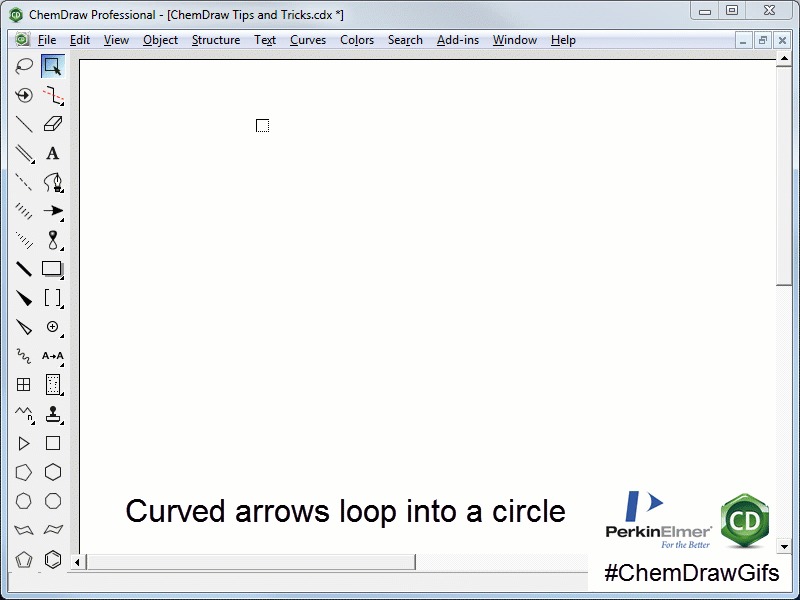 ChemDraw Professional - [ChemDraw Tips and Tricks.cdx *]
File Edit View Object Structure Text Curves Colors Search Add-ins Window Help
A
A→A
n
Curved arrows loop into a circle
PerkinElmer
For the Better
CD
#ChemDrawGifs